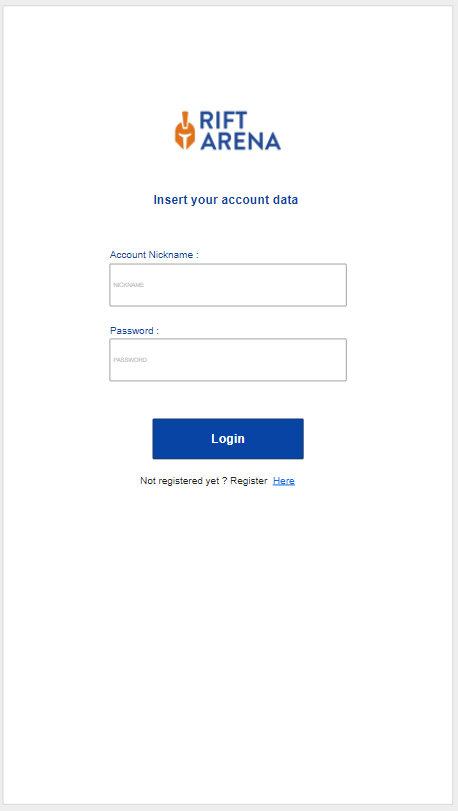 RIFT
ARENA
Insert your account data
Account Nickname :
NICKNAME
Password :
PASSWORD
Login
Not registered yet ? Register Here